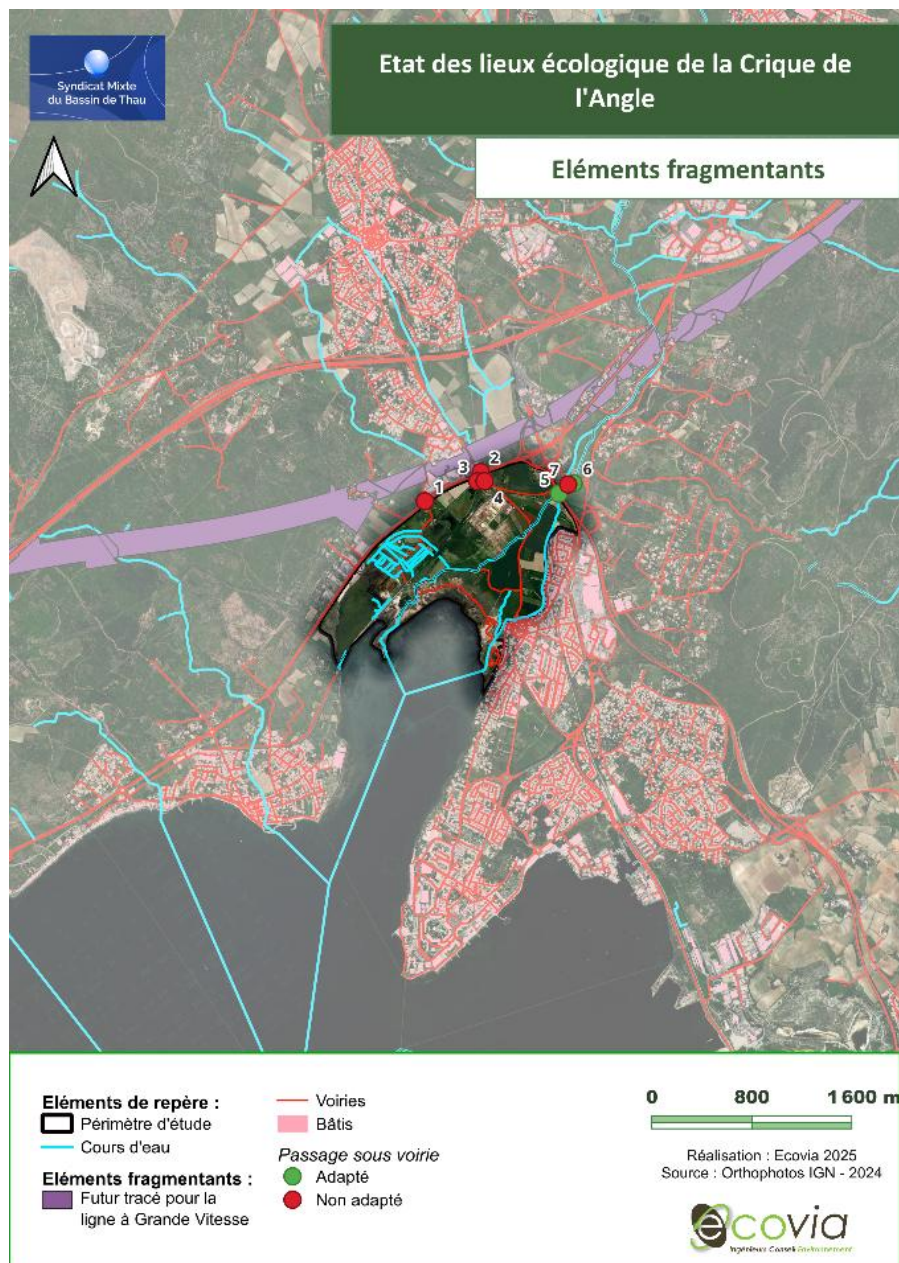 Syndicat Mixte
du Bassin de Thau
Etat des lieux écologique de la Crique de
l'Angle
Eléments fragmentants
1
3
2
4
7
5
6
Eléments de repère :
Périmètre d'étude
Cours d'eau
Eléments fragmentants :
Futur tracé pour la
ligne à Grande Vitesse
Voiries
Bâtis
Passage sous voirie
Adapté
Non adapté
0 800 1 600 m
Réalisation : Ecovia 2025
Source : Orthophotos IGN - 2024
ecovia
Ingénieurs Conseil Environnement